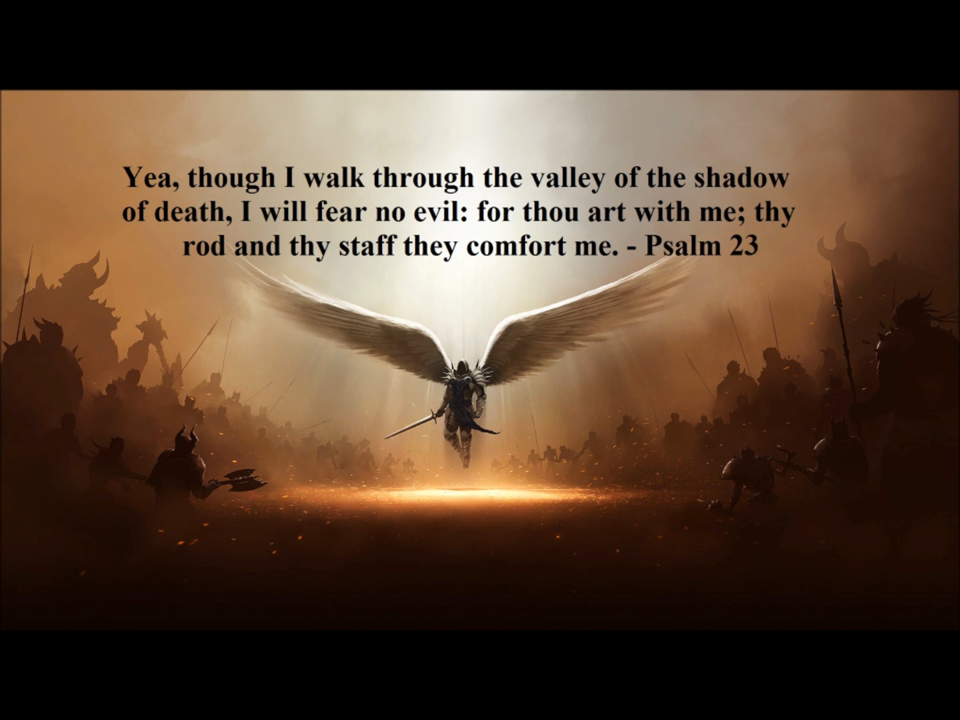 Yea, though I walk through the valley of the shadow
of death, I will fear no evil: for thou art with me; thy
rod and thy staff they comfort me. - Psalm 23